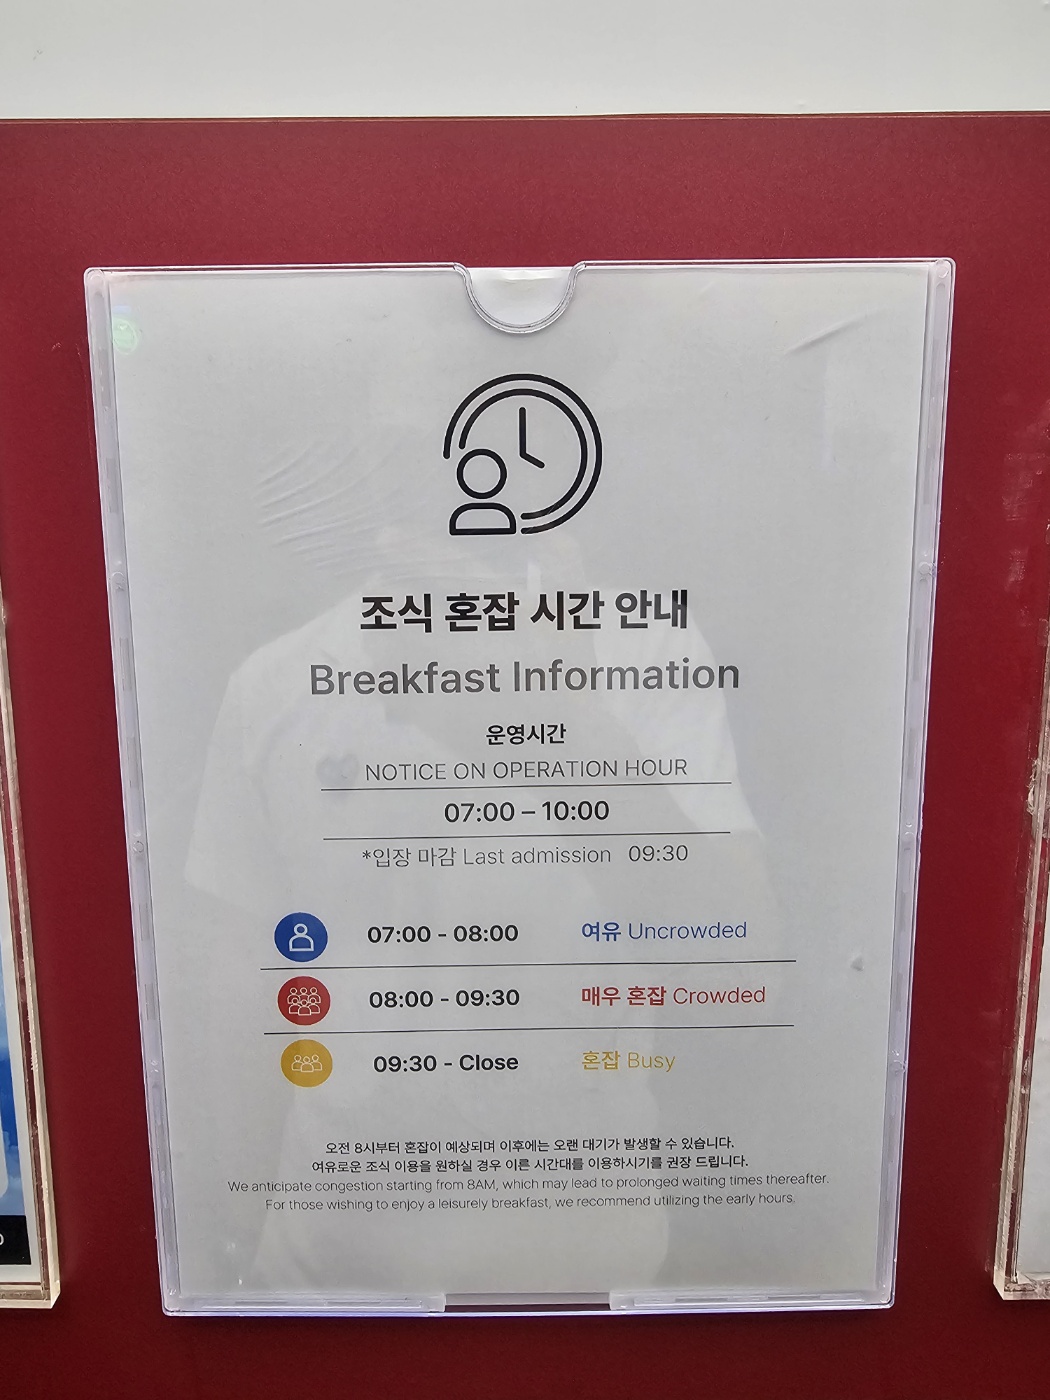 조식 혼잡 시간 안내
Breakfast Information
운영시간
NOTICE ON OPERATION HOUR
07:00 – 10:00
*입장 마감 Last admission 09:30
07:00 - 08:00 여유 Uncrowded
08:00 - 09:30 매우 혼잡 Crowded
09:30 - Close 혼잡 Busy
오전 8시부터 혼잡이 예상되며 이후에는 오랜 대기가 발생할 수 있습니다.
여유로운 조식 이용을 원하실 경우 이른 시간대를 이용하시기를 권장 드립니다.
We anticipate congestion starting from 8AM, which may lead to prolonged waiting times thereafter.
For those wishing to enjoy a leisurely breakfast, we recommend utilizing the early hours.